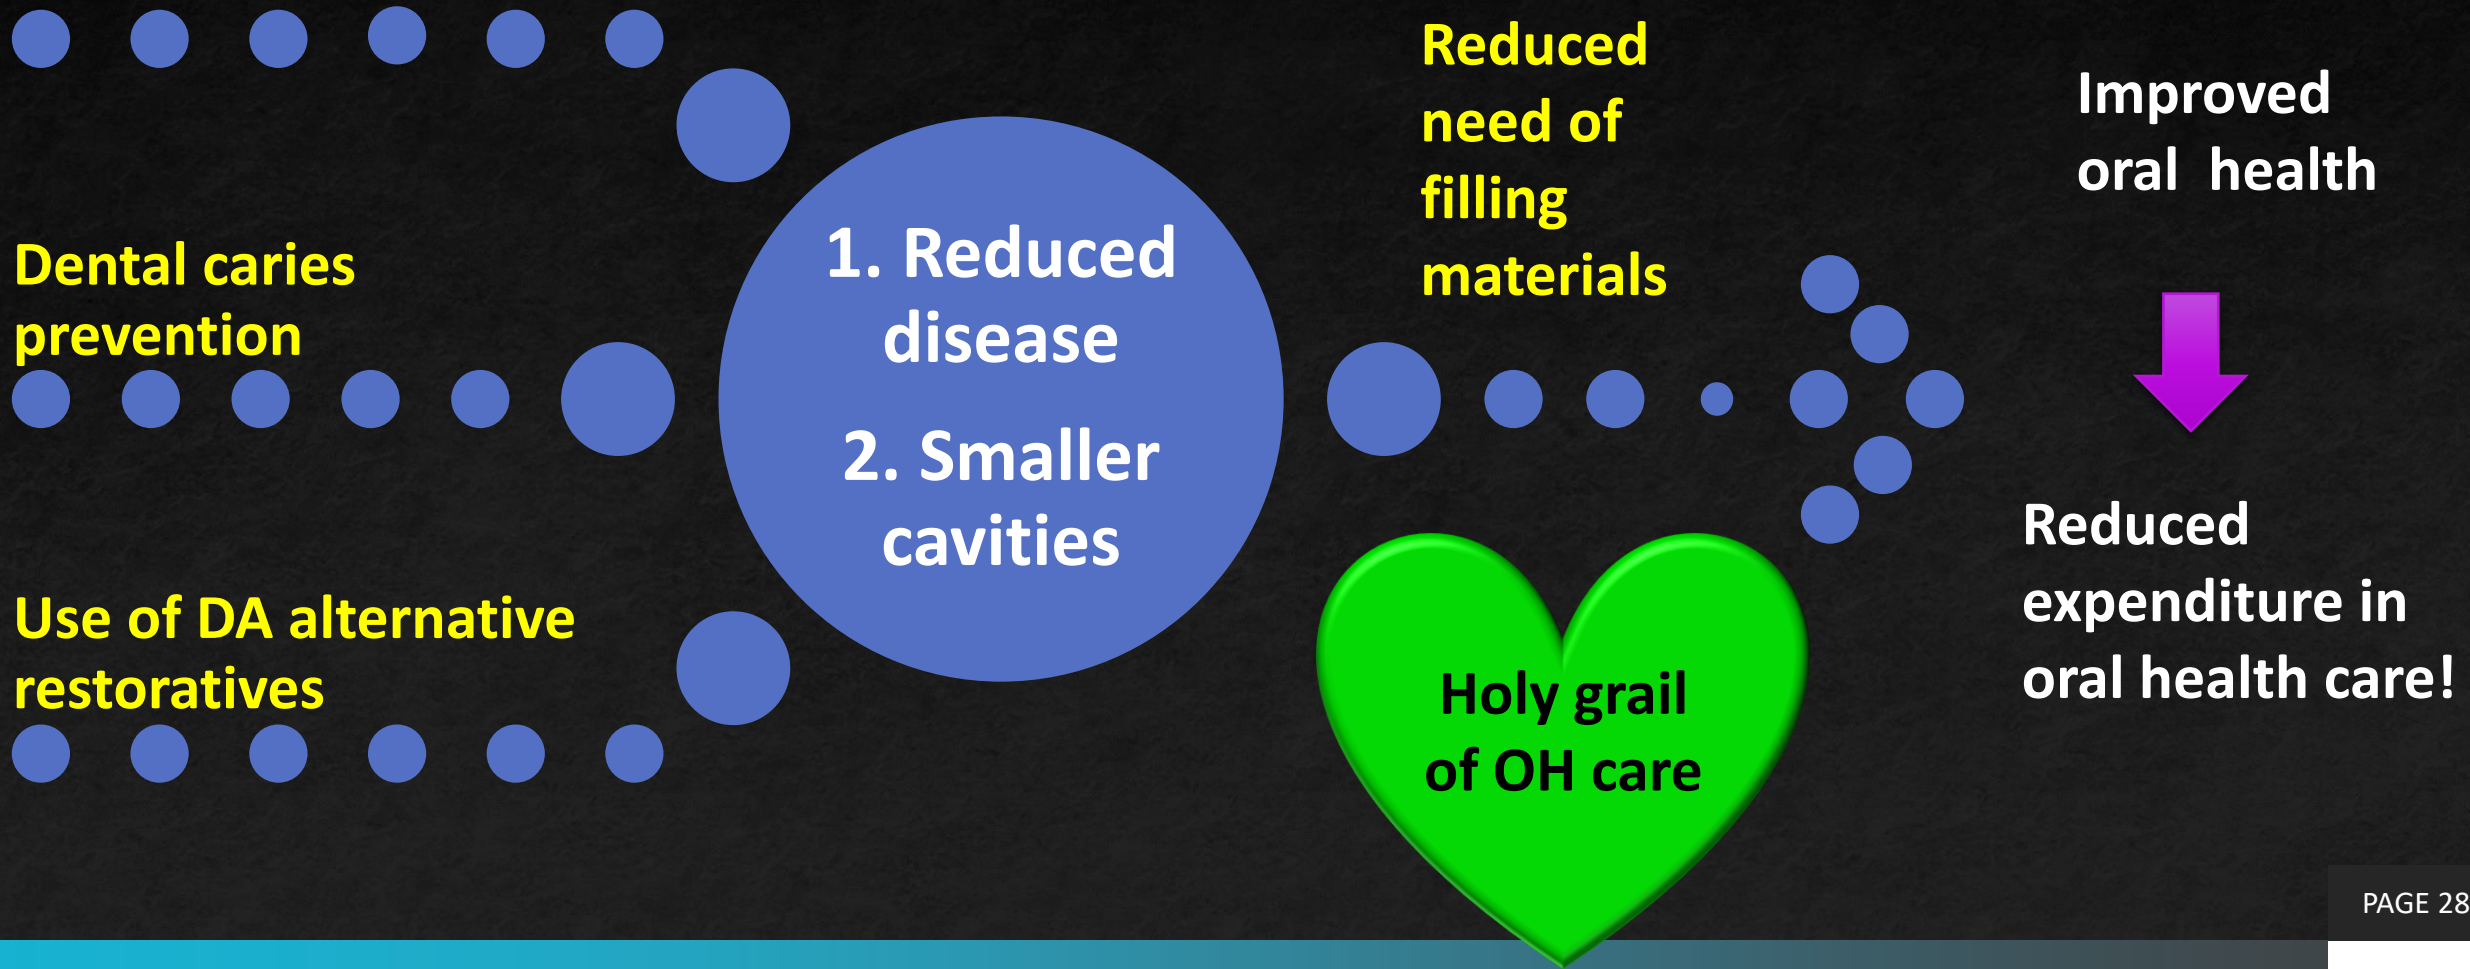 Dental caries
prevention
Use of DA alternative
restoratives
1. Reduced
disease
2. Smaller
cavities
Reduced
need of
filling
materials
Holy grail
of OH care
Improved
oral  health
Reduced
expenditure in
oral health care!
PAGE 28